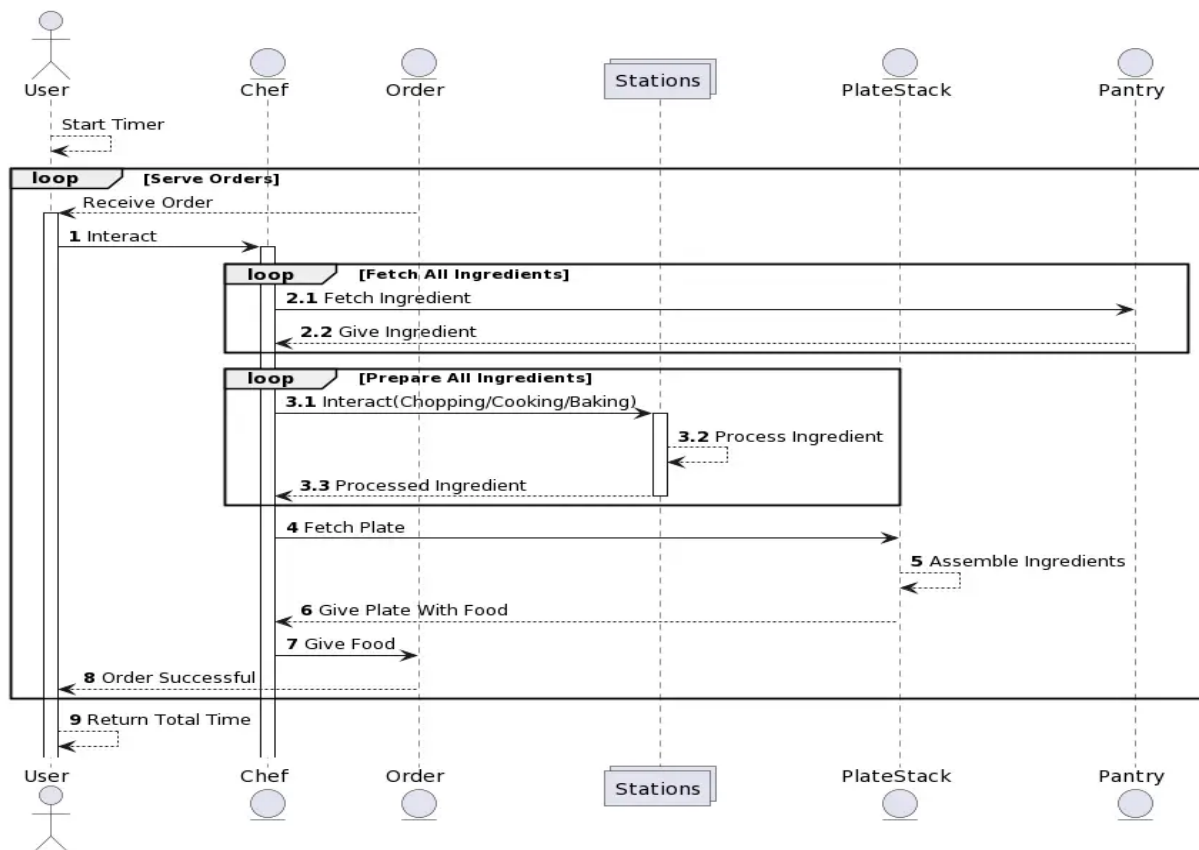 User
Chef
Order
Stations
PlateStack
Pantry
Start Timer
loop [Serve Orders]
Receive Order
1 Interact
loop [Fetch All Ingredients]
2.1 Fetch Ingredient
2.2 Give Ingredient
loop [Prepare All Ingredients]
3.1 Interact(Chopping/Cooking/Baking)
3.2 Process Ingredient
3.3 Processed Ingredient
4 Fetch Plate
5 Assemble Ingredients
6 Give Plate With Food
7 Give Food
8 Order Successful
9 Return Total Time
User
Chef
Order
Stations
PlateStack
Pantry